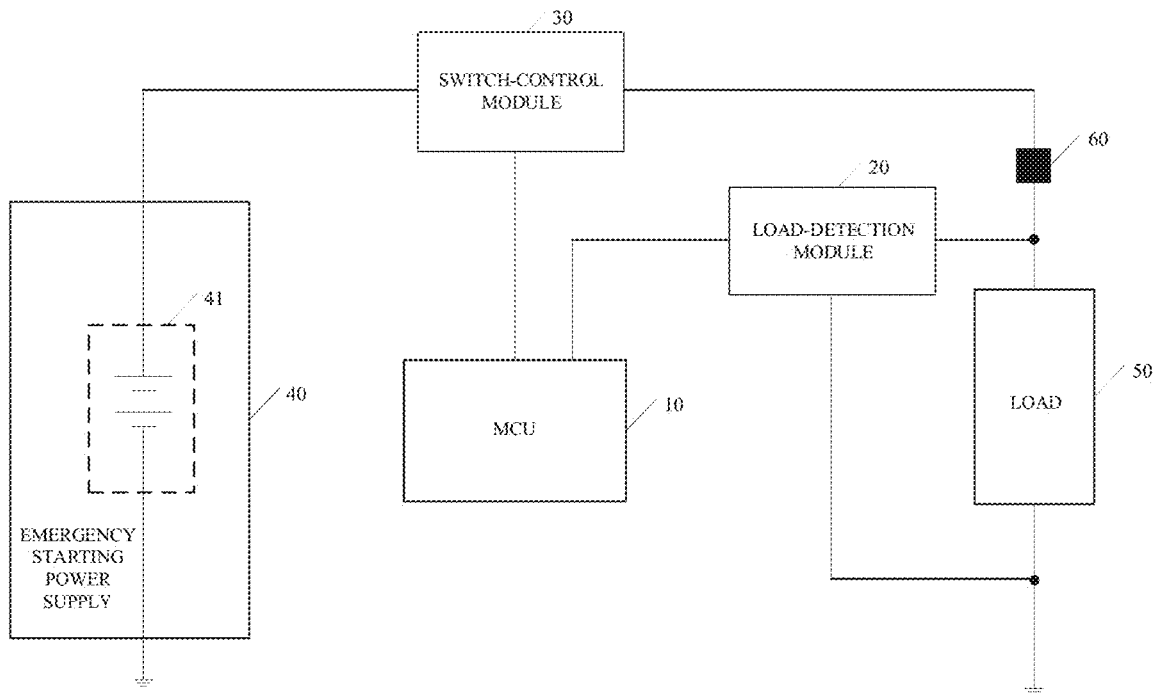 30
SWITCH-CONTROL
MODULE
60
20
LOAD-DETECTION
MODULE
41
50
LOAD
40
10
MCU
EMERGENCY
STARTING
POWER
SUPPLY